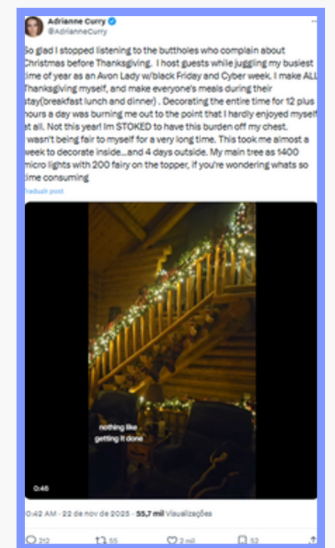 Adrianne Curry
@AdrianneCurry
So glad I stopped listening to the buttholes who complain about
Christmas before Thanksgiving. I host guests while juggling my busiest
time of year as an Avon Lady w/black Friday and Cyber week. I make ALL
Thanksgiving myself, and make everyone's meals during their
stay(breakfast lunch and dinner) . Decorating the entire time for 12 plus
hours a day was burning me out to the point that I hardly enjoyed myself
at all. Not this year! Im STOKED to have this burden off my chest.
I wasn't being fair to myself for a very long time. This took me almost a
week to decorate inside...and 4 days outside. My main tree as 1400
micro lights with 200 fairy on the topper, if you're wondering whats so
time consuming
Traduzir post
nothing like
getting it done
0:46
0:42 AM · 22 de nov de 2025 · 55,7 mil Visualizações
212 55 2 mil 52